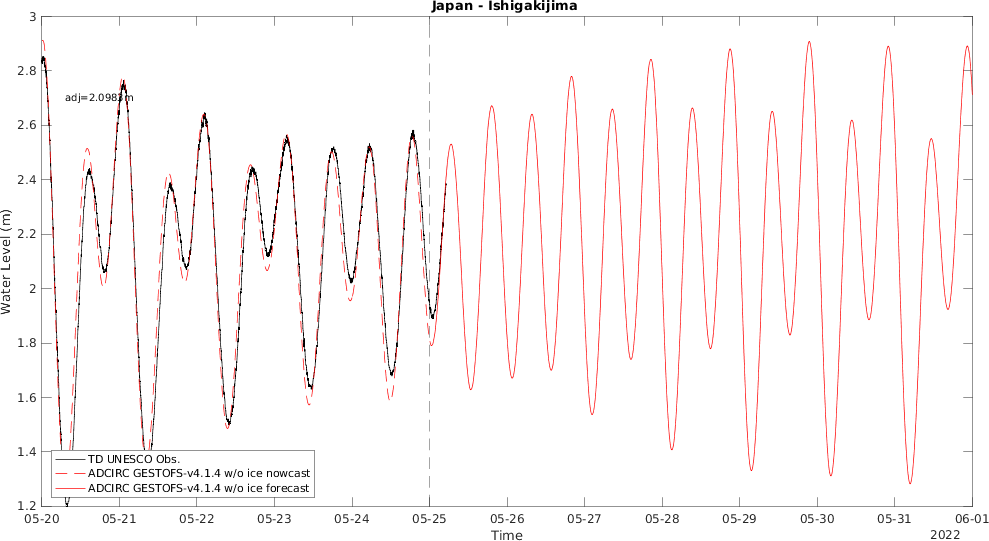 Japan - Ishigakijima
3
2.8
2.6
2.4
2.2
2
1.8
1.6
1.4
1.2
Water Level (m)
adj=2.0983m
TD UNESCO Obs.
ADCIRC GESTOFS-v4.1.4 w/o ice nowcast
ADCIRC GESTOFS-v4.1.4 w/o ice forecast
05-20 05-21 05-22 05-23 05-24 05-25 05-26 05-27 05-28 05-29 05-30 05-31 06-01
Time
2022